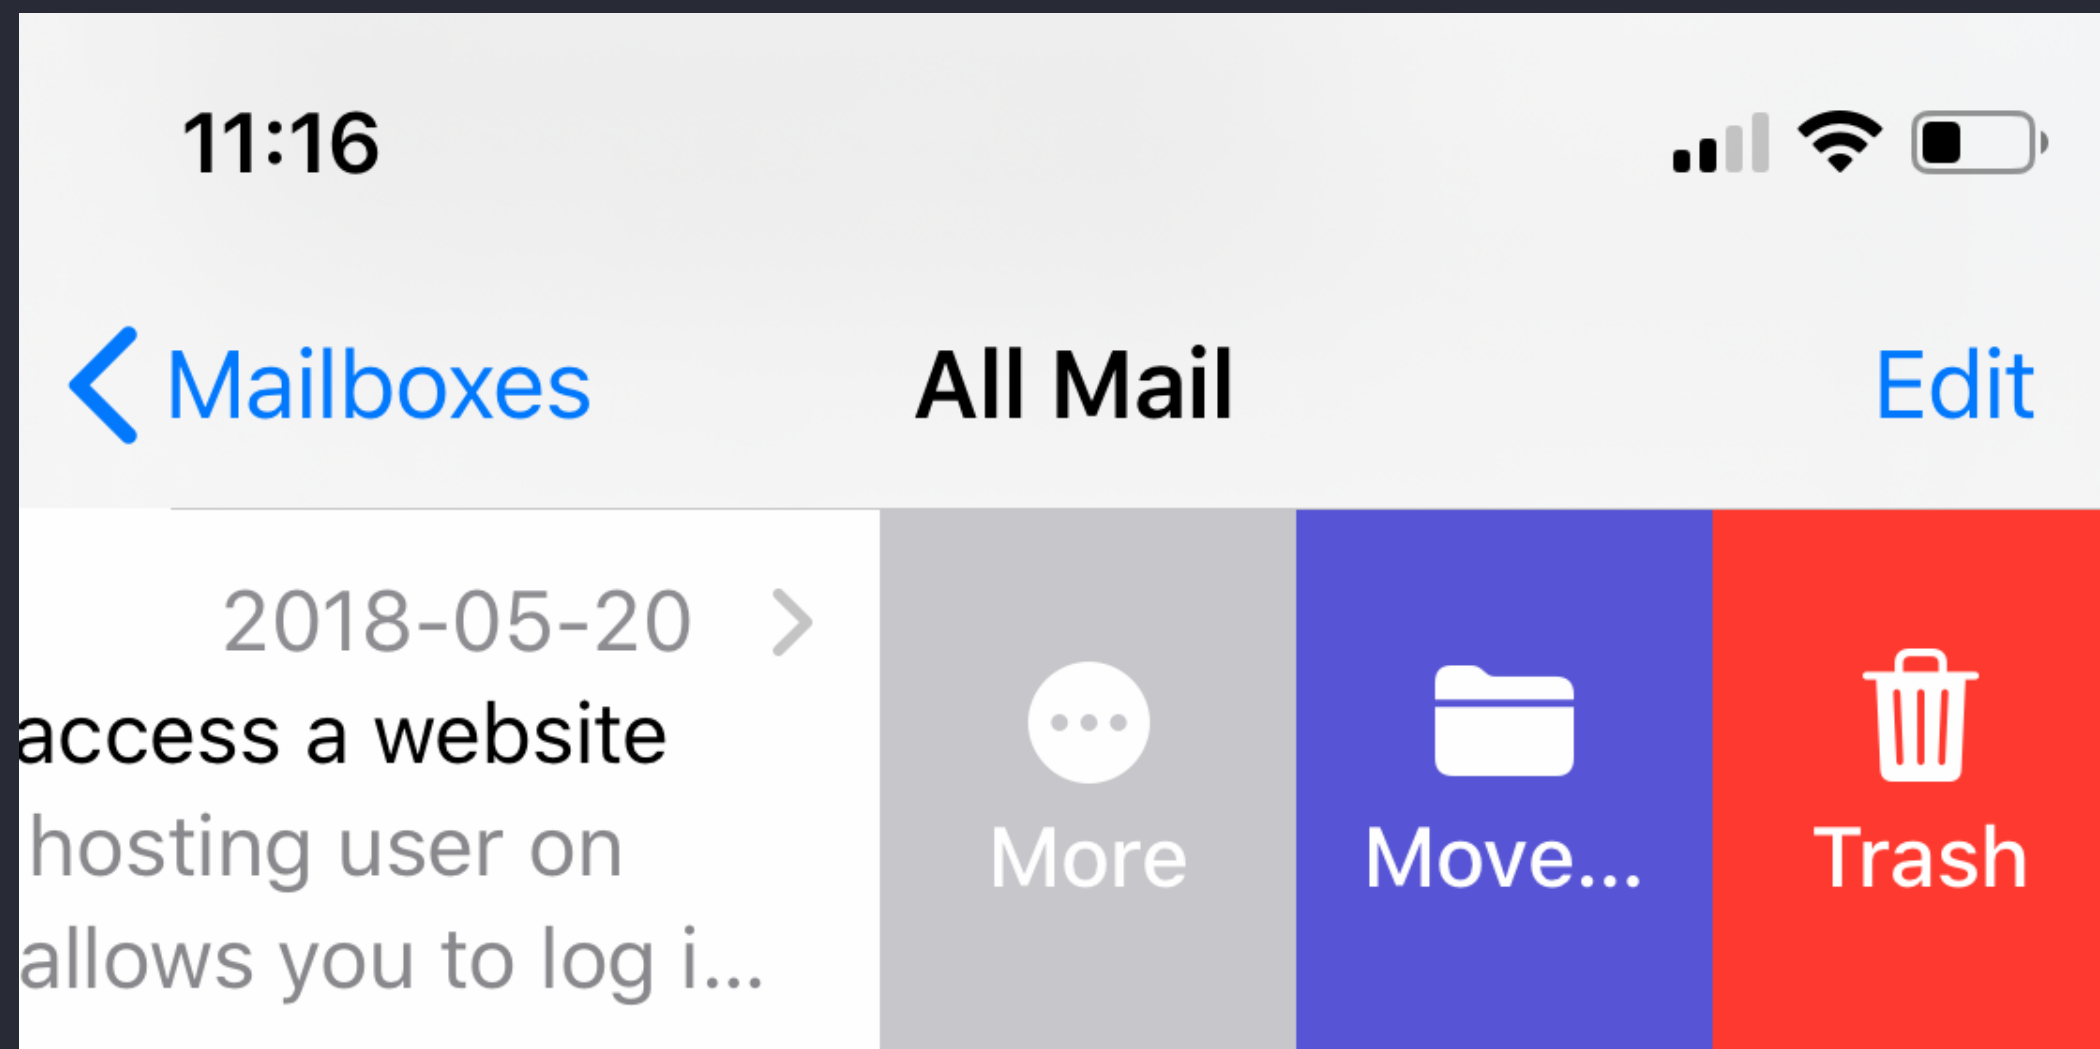 11:16
Mailboxes
All Mail
Edit
2018-05-20
access a website
hosting user on
allows you to log i...
More
Move...
Trash